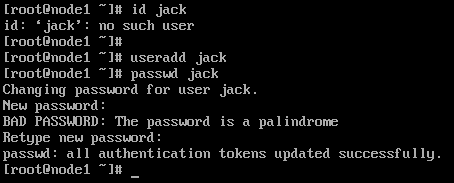 [root@node1 ~]# id jack
id: ‘jack’: no such user
[root@node1 ~]#
[root@node1 ~]# useradd jack
[root@node1 ~]# passwd jack
Changing password for user jack.
New password:
BAD PASSWORD: The password is a palindrome
Retype new password:
passwd: all authentication tokens updated successfully.
[root@node1 ~]# _